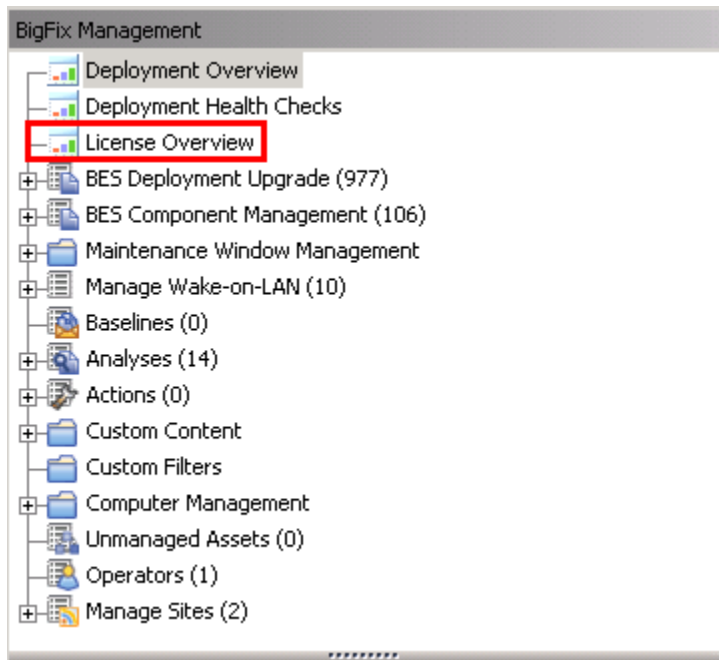 BigFix Management
Deployment Overview
Deployment Health Checks
License Overview
BES Deployment Upgrade (977)
BES Component Management (106)
Maintenance Window Management
Manage Wake-on-LAN (10)
Baselines (0)
Analyses (14)
Actions (0)
Custom Content
Custom Filters
Computer Management
Unmanaged Assets (0)
Operators (1)
Manage Sites (2)